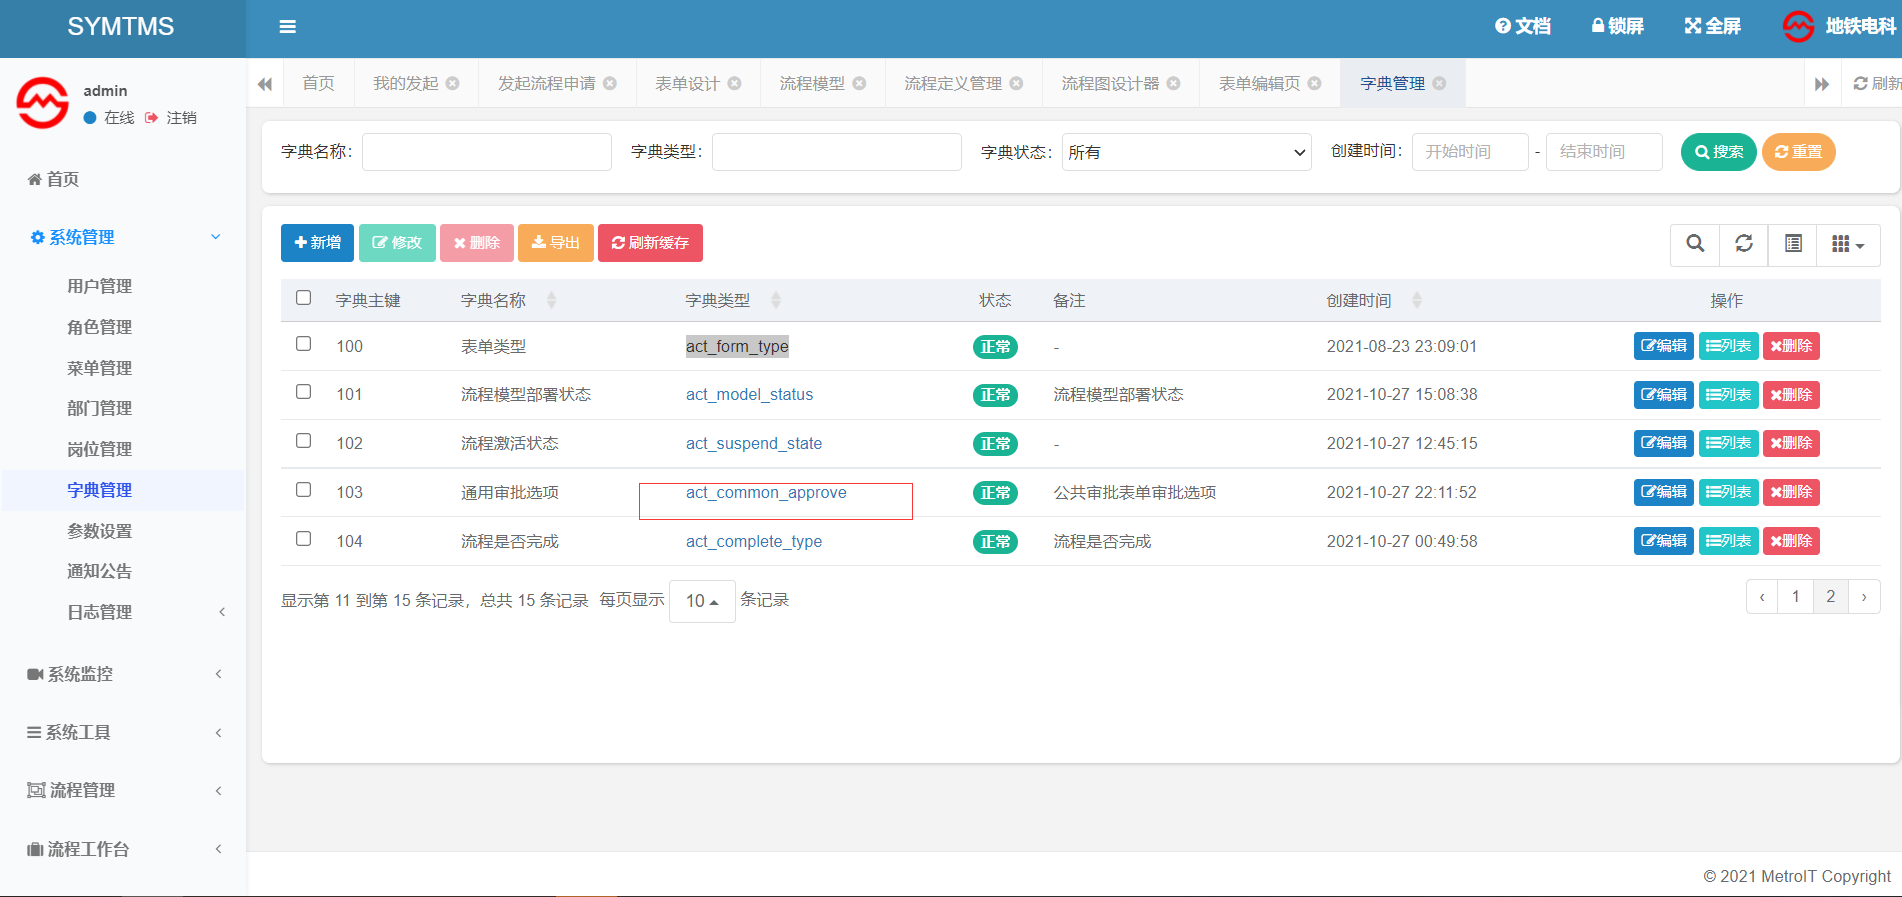 SYMTMS
文档 锁屏 全屏 地铁电科
admin
在线 注销
首页 我的发起 发起流程申请 表单设计 流程模型 流程定义管理 流程图设计器 表单编辑页 字典管理 刷新
字典名称： 字典类型： 字典状态： 所有 创建时间： 开始时间 - 结束时间 搜索 重置
首页
系统管理
用户管理
角色管理
菜单管理
部门管理
岗位管理
字典管理
参数设置
通知公告
日志管理
系统监控
系统工具
流程管理
流程工作台
新增 修改 删除 导出 刷新缓存
字典主键 字典名称 字典类型 状态 备注 创建时间 操作
100 表单类型 act_form_type 正常 - 2021-08-23 23:09:01 编辑 列表 删除
101 流程模型部署状态 act_model_status 正常 流程模型部署状态 2021-10-27 15:08:38 编辑 列表 删除
102 流程激活状态 act_suspend_state 正常 - 2021-10-27 12:45:15 编辑 列表 删除
103 通用审批选项 act_common_approve 正常 公共审批表单审批选项 2021-10-27 22:11:52 编辑 列表 删除
104 流程是否完成 act_complete_type 正常 流程是否完成 2021-10-27 00:49:58 编辑 列表 删除
显示第 11 到第 15 条记录，总共 15 条记录 每页显示 10 条记录
‹ 1 2 ›
© 2021 MetroIT Copyright